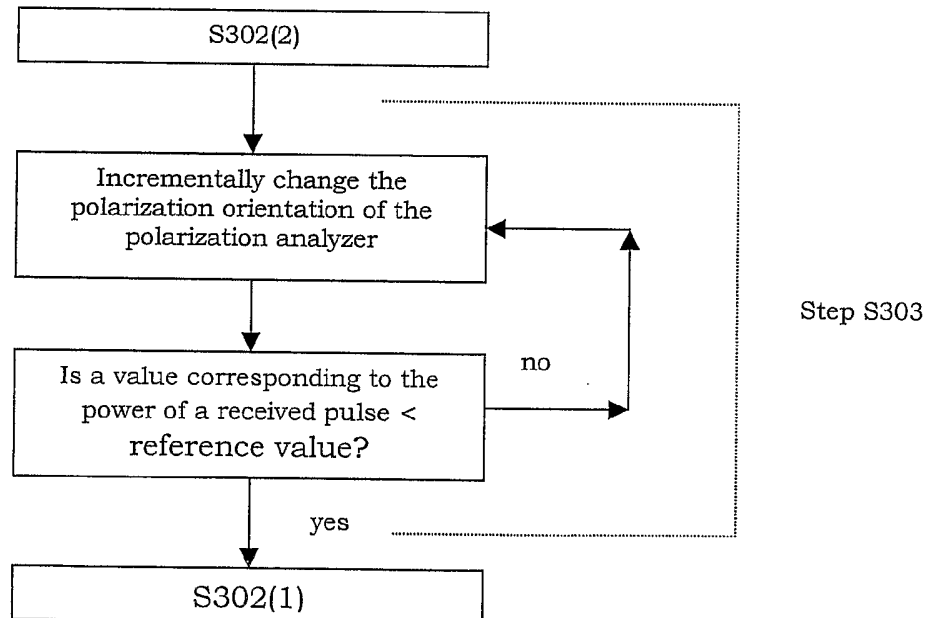 S302(2)
Incrementally change the
polarization orientation of the
polarization analyzer
Step S303
no
Is a value corresponding to the
power of a received pulse <
reference value?
yes
S302(1)